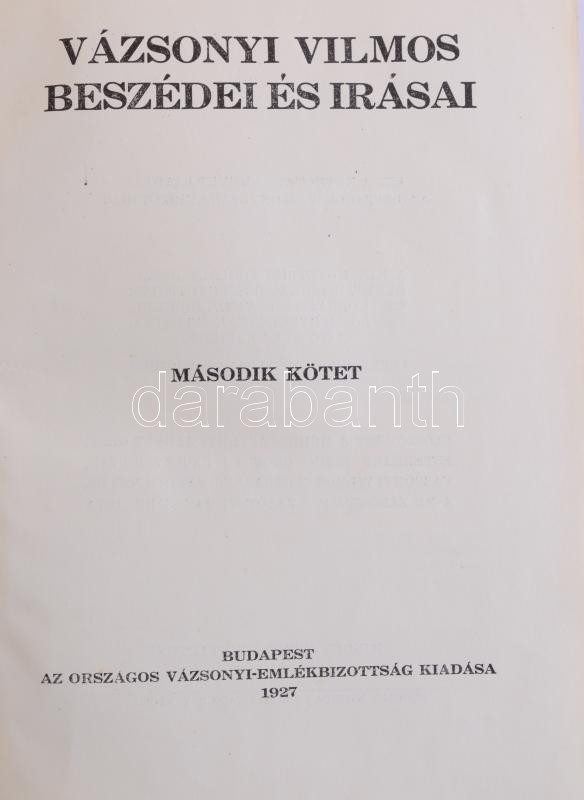 VÁZSONYI VILMOS
BESZÉDEI ÉS IRÁSAI
MÁSODIK KÖTET
darabanth
BUDAPEST
AZ ORSZÁGOS VÁZSONYI-EMLÉKBIZOTTSÁG KIADÁSA
1927